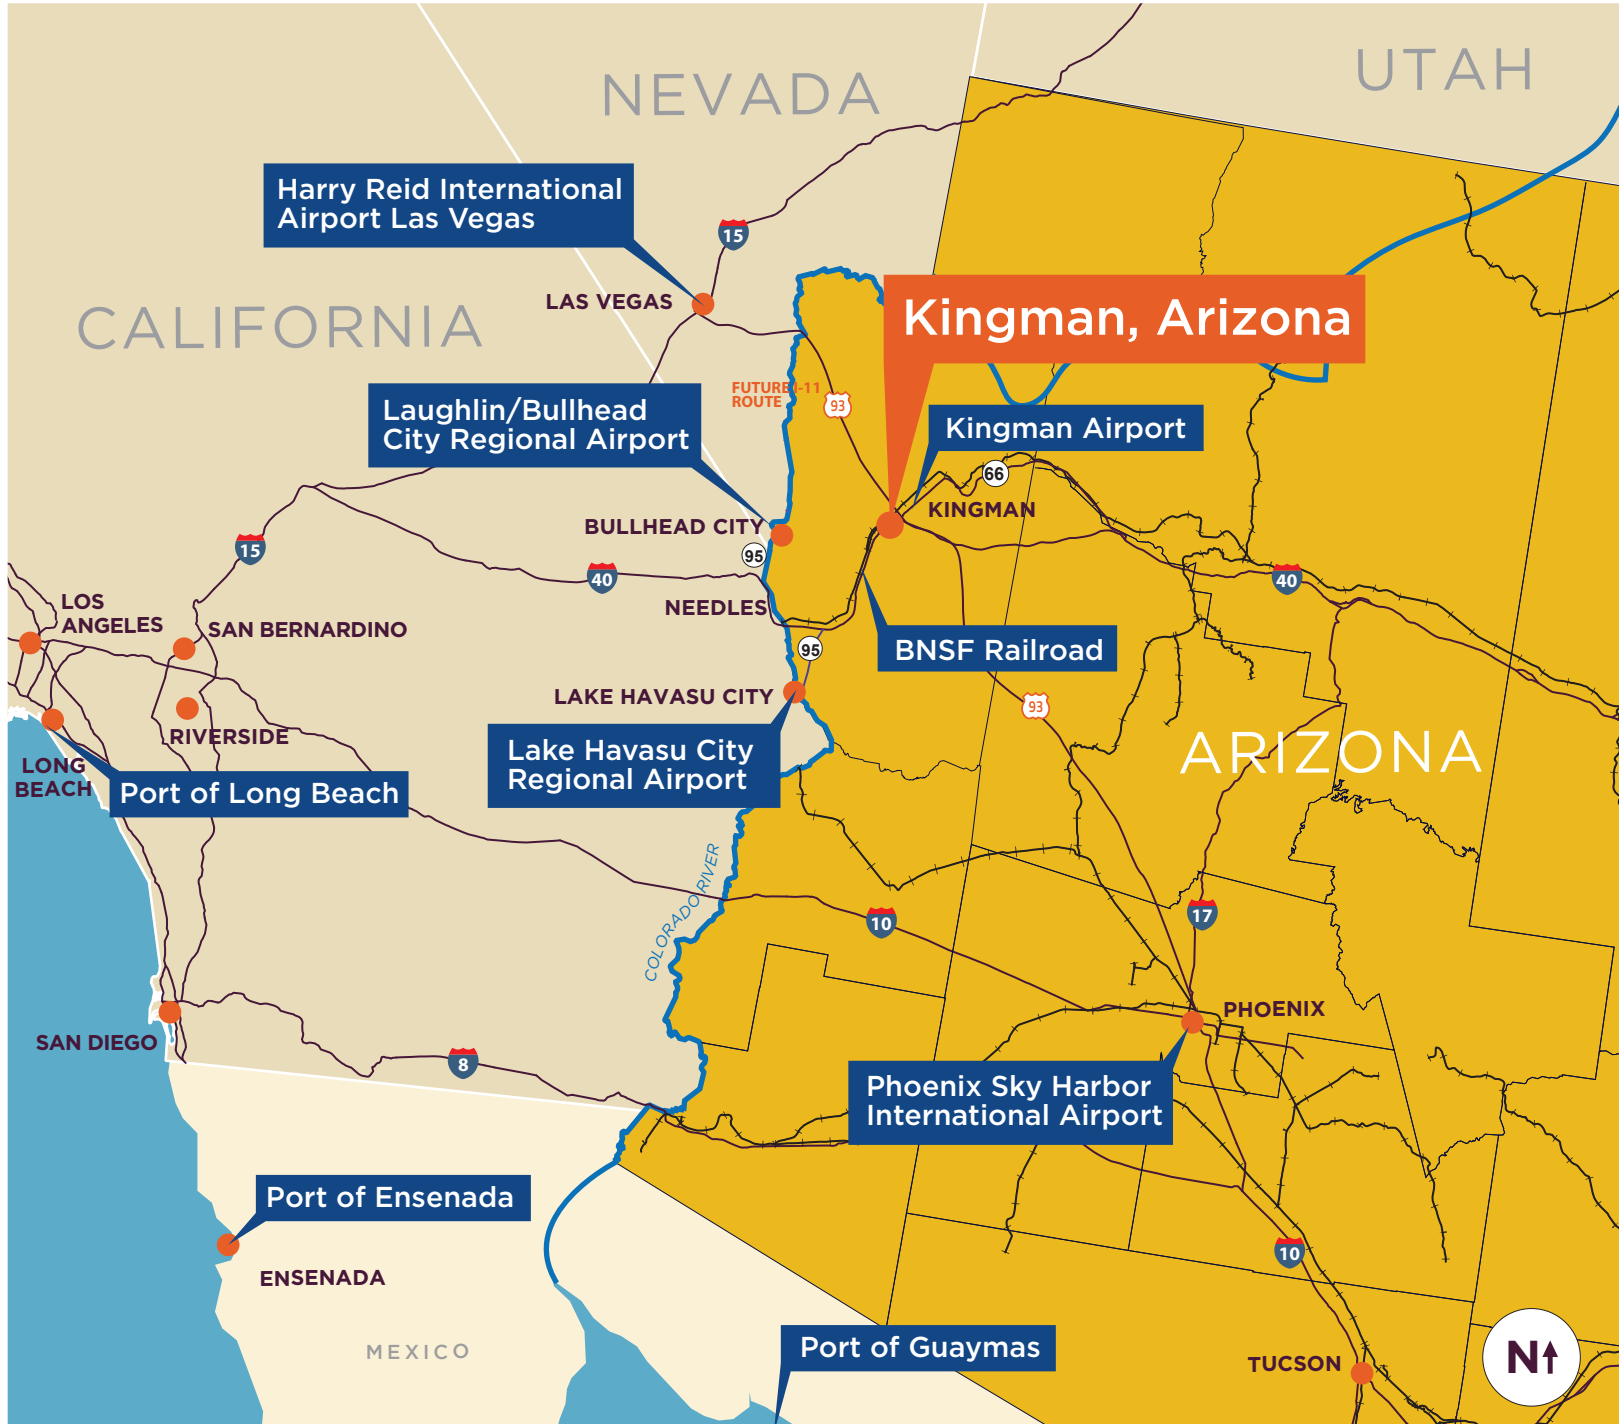 NEVADA
UTAH
Harry Reid International
Airport Las Vegas
15
LAS VEGAS
CALIFORNIA
Kingman, Arizona
FUTURE I-11
ROUTE
93
Laughlin/Bullhead
City Regional Airport
Kingman Airport
66
KINGMAN
BULLHEAD CITY
95
15
40
40
NEEDLES
LOS
ANGELES
SAN BERNARDINO
95
BNSF Railroad
LAKE HAVASU CITY
93
RIVERSIDE
Lake Havasu City
Regional Airport
ARIZONA
LONG
BEACH
Port of Long Beach
COLORADO RIVER
10
17
PHOENIX
SAN DIEGO
8
Phoenix Sky Harbor
International Airport
Port of Ensenada
10
ENSENADA
MEXICO
Port of Guaymas
TUCSON
N